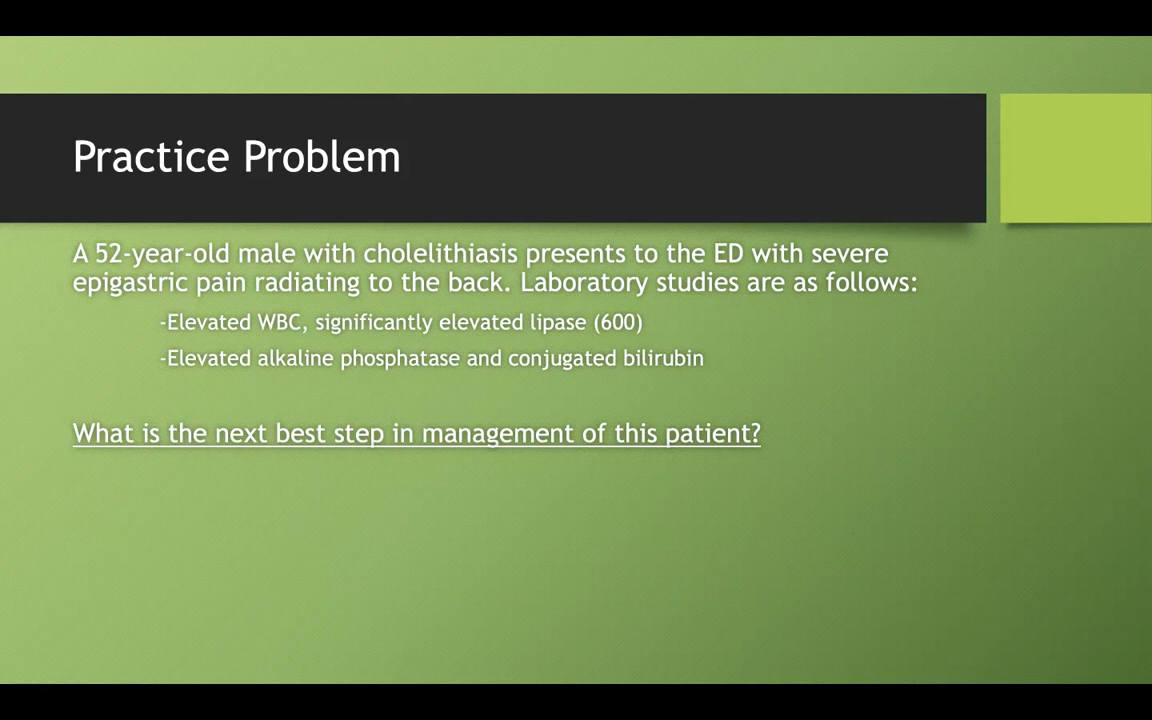 Practice Problem
A 52-year-old male with cholelithiasis presents to the ED with severe
epigastric pain radiating to the back. Laboratory studies are as follows:
-Elevated WBC, significantly elevated lipase (600)
-Elevated alkaline phosphatase and conjugated bilirubin
What is the next best step in management of this patient?